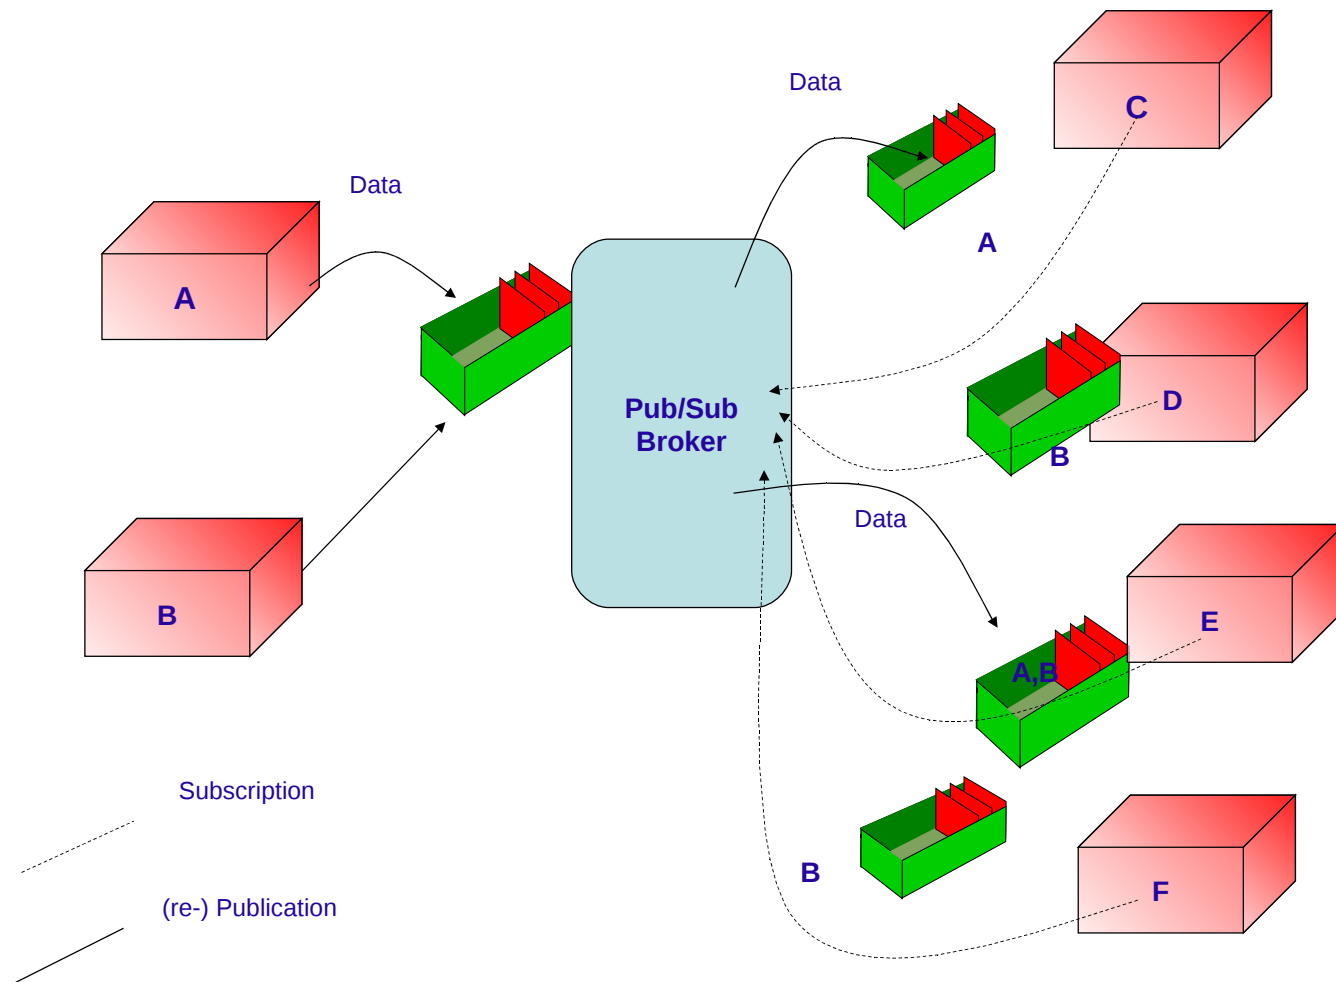 Data
C
Data
A
A
Pub/Sub
Broker
D
B
Data
B
E
A,B
Subscription
B
F
(re-) Publication